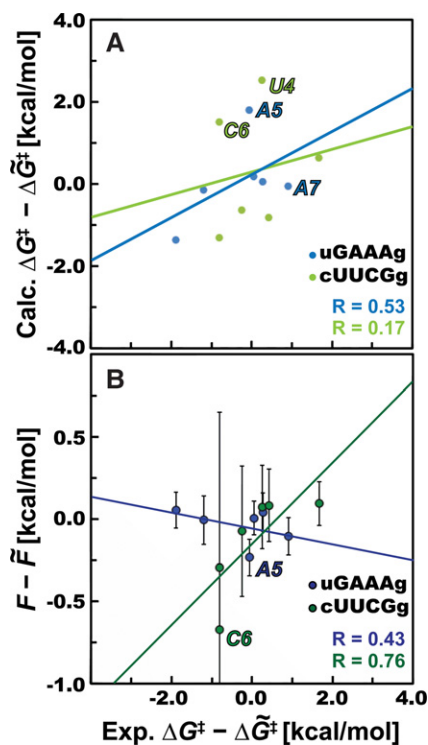 A
4.0
2.0
0.0
-2.0
-4.0
Calc. ΔG‡ − ΔG̃‡ [kcal/mol]
U4
C6
A5
A7
uGAAAg
cUUCGg
R = 0.53
R = 0.17
B
0.5
0.0
-0.5
-1.0
F − F̃ [kcal/mol]
A5
C6
uGAAAg
cUUCGg
R = 0.43
R = 0.76
-2.0 0.0 2.0 4.0
Exp. ΔG‡ − ΔG̃‡ [kcal/mol]